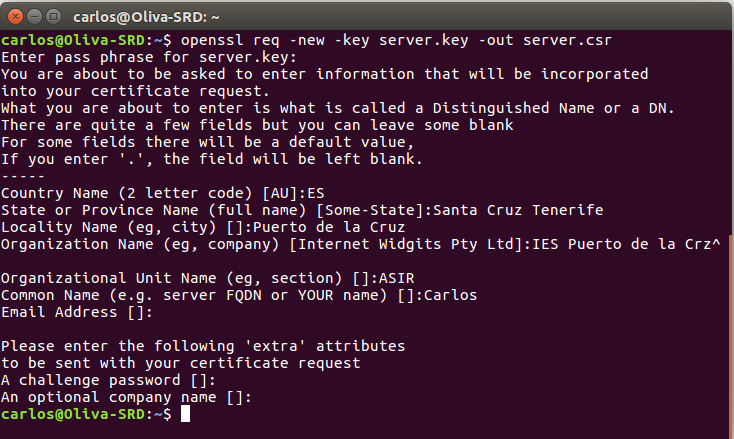 carlos@Oliva-SRD: ~
carlos@Oliva-SRD:~$ openssl req -new -key server.key -out server.csr
Enter pass phrase for server.key:
You are about to be asked to enter information that will be incorporated
into your certificate request.
What you are about to enter is what is called a Distinguished Name or a DN.
There are quite a few fields but you can leave some blank
For some fields there will be a default value,
If you enter '.', the field will be left blank.
-----
Country Name (2 letter code) [AU]:ES
State or Province Name (full name) [Some-State]:Santa Cruz Tenerife
Locality Name (eg, city) []:Puerto de la Cruz
Organization Name (eg, company) [Internet Widgits Pty Ltd]:IES Puerto de la Crz^
Organizational Unit Name (eg, section) []:ASIR
Common Name (e.g. server FQDN or YOUR name) []:Carlos
Email Address []:
Please enter the following 'extra' attributes
to be sent with your certificate request
A challenge password []:
An optional company name []:
carlos@Oliva-SRD:~$